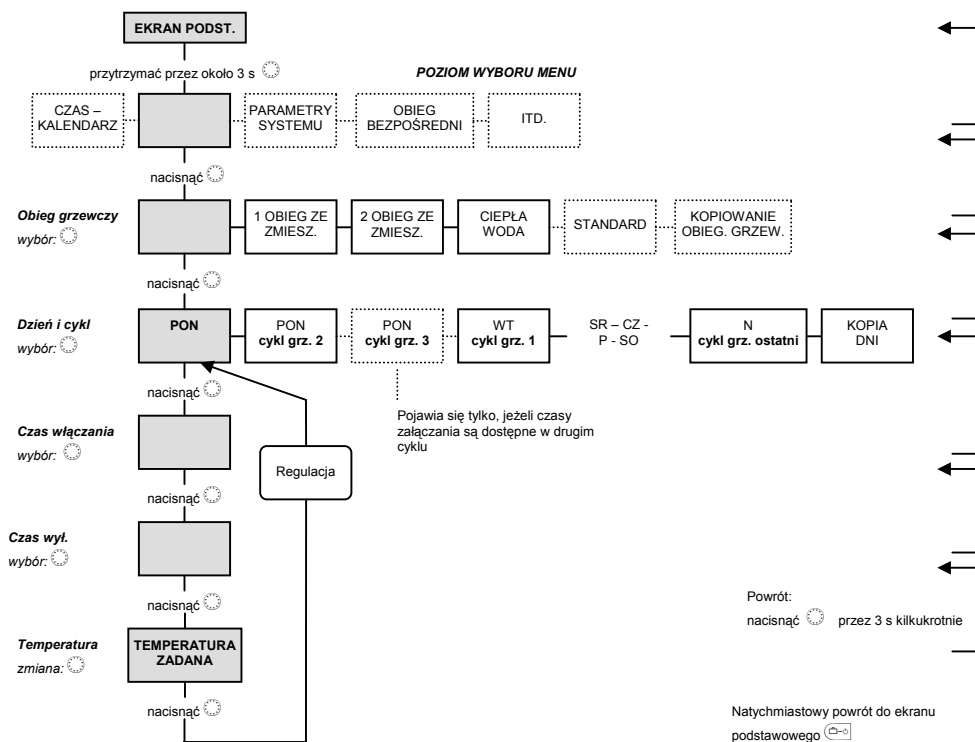 EKRAN PODST.
przytrzymać przez około 3 s
POZIOM WYBORU MENU
CZAS –
KALENDARZ
PARAMETRY
SYSTEMU
OBIEG
BEZPOŚREDNI
ITD.
nacisnąć
Obieg grzewczy
wybór:
1 OBIEG ZE
ZMIESZ.
2 OBIEG ZE
ZMIESZ.
CIEPŁA
WODA
STANDARD
KOPIOWANIE
OBIEG. GRZEW.
nacisnąć
Dzień i cykl
wybór:
PON
PON
cykl grz. 2
PON
cykl grz. 3
WT
cykl grz. 1
SR – CZ -
P - SO
N
cykl grz. ostatni
KOPIA
DNI
nacisnąć
Pojawia się tylko, jeżeli czasy
załączania są dostępne w drugim
cyklu
Czas włączania
wybór:
Regulacja
nacisnąć
Czas wył.
wybór:
nacisnąć
Powrót:
nacisnąć przez 3 s kilkukrotnie
Temperatura
zmiana:
TEMPERATURA
ZADANA
nacisnąć
Natychmiastowy powrót do ekranu
podstawowego